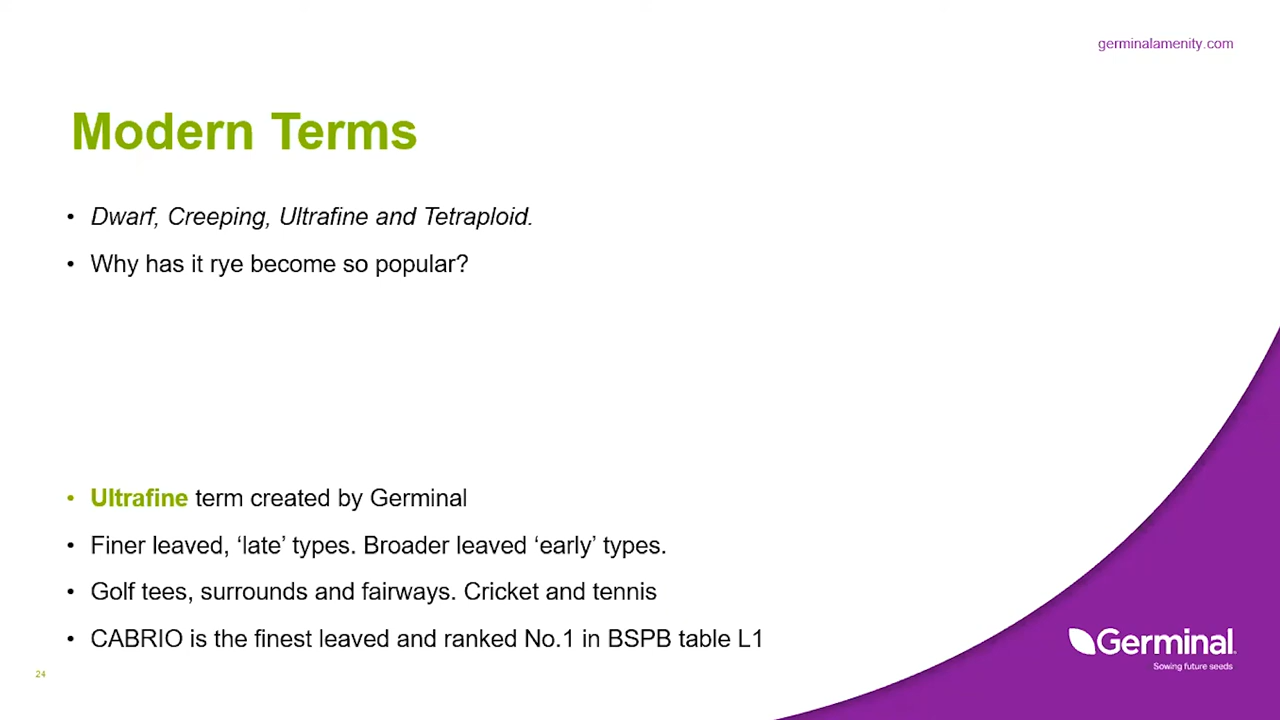 germinalamenity.com
Modern Terms
• Dwarf, Creeping, Ultrafine and Tetraploid.
• Why has it rye become so popular?
• Ultrafine term created by Germinal
• Finer leaved, ‘late’ types. Broader leaved ‘early’ types.
• Golf tees, surrounds and fairways. Cricket and tennis
• CABRIO is the finest leaved and ranked No.1 in BSPB table L1
24
Germinal
Sowing future seeds